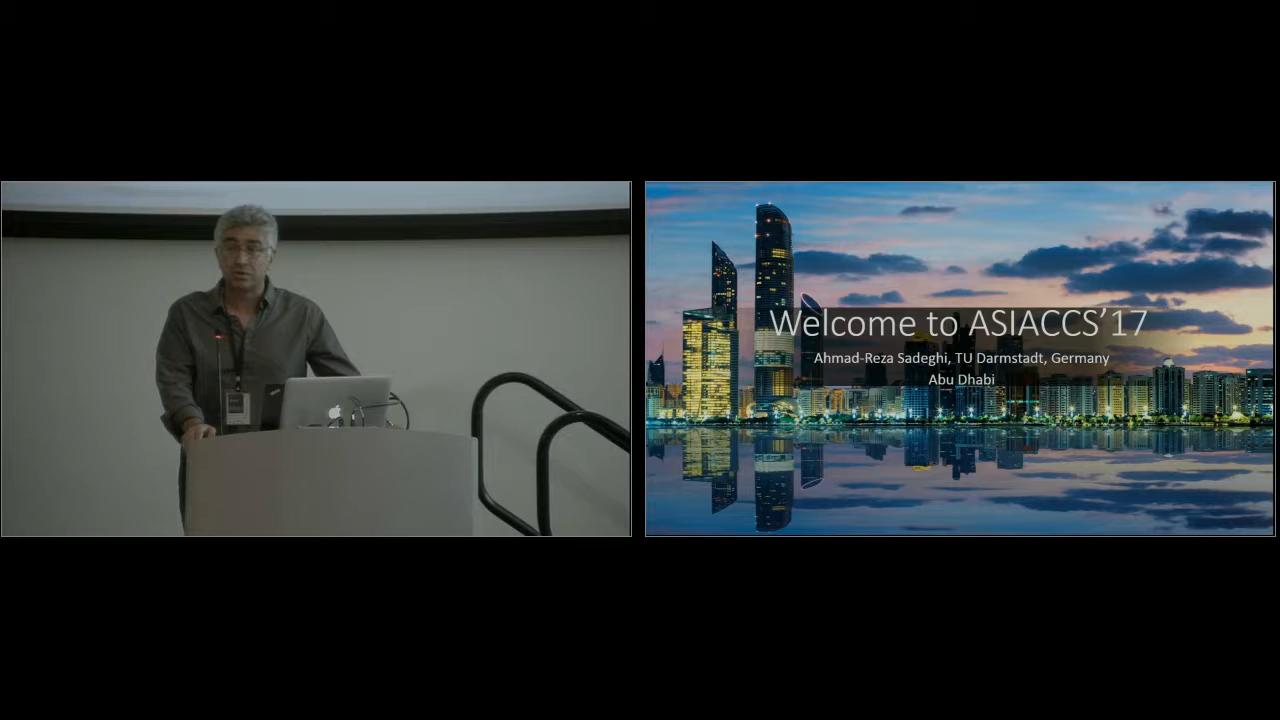 Welcome to ASIACCS'17
Ahmad-Reza Sadeghi, TU Darmstadt, Germany
Abu Dhabi